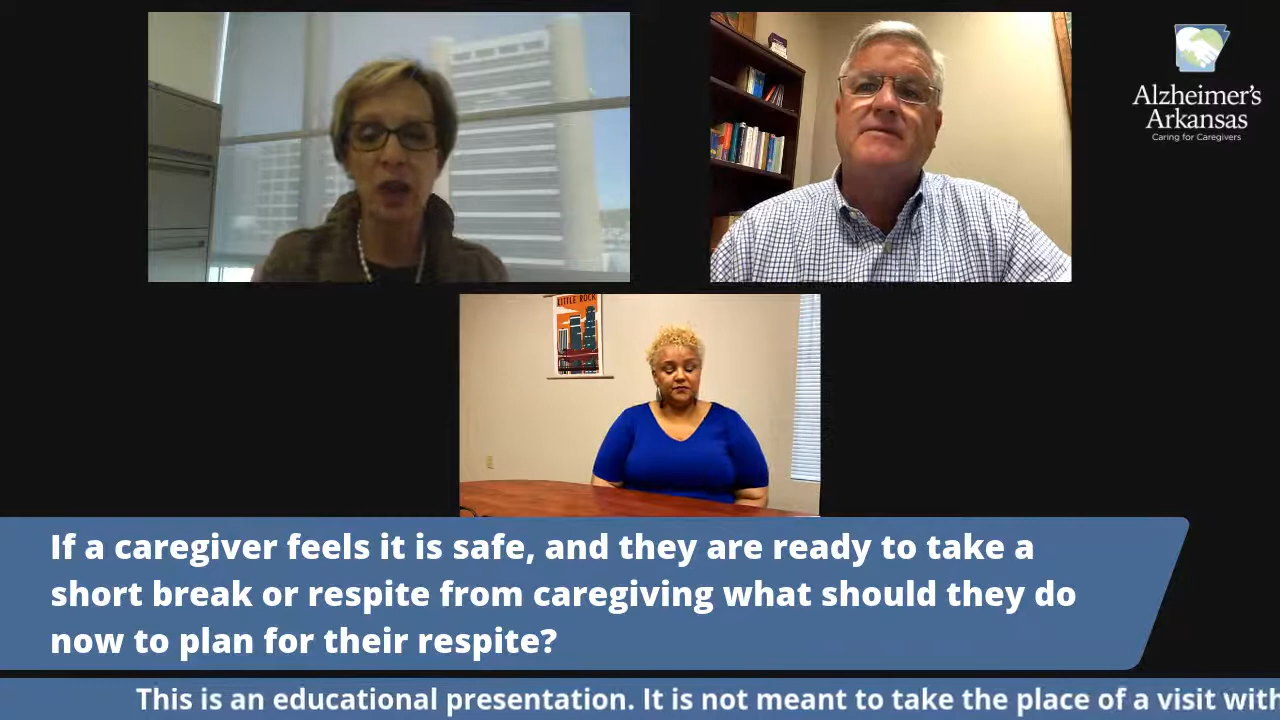 Alzheimer's
Arkansas
Caring for Caregivers
LITTLE ROCK
If a caregiver feels it is safe, and they are ready to take a
short break or respite from caregiving what should they do
now to plan for their respite?
This is an educational presentation. It is not meant to take the place of a visit with